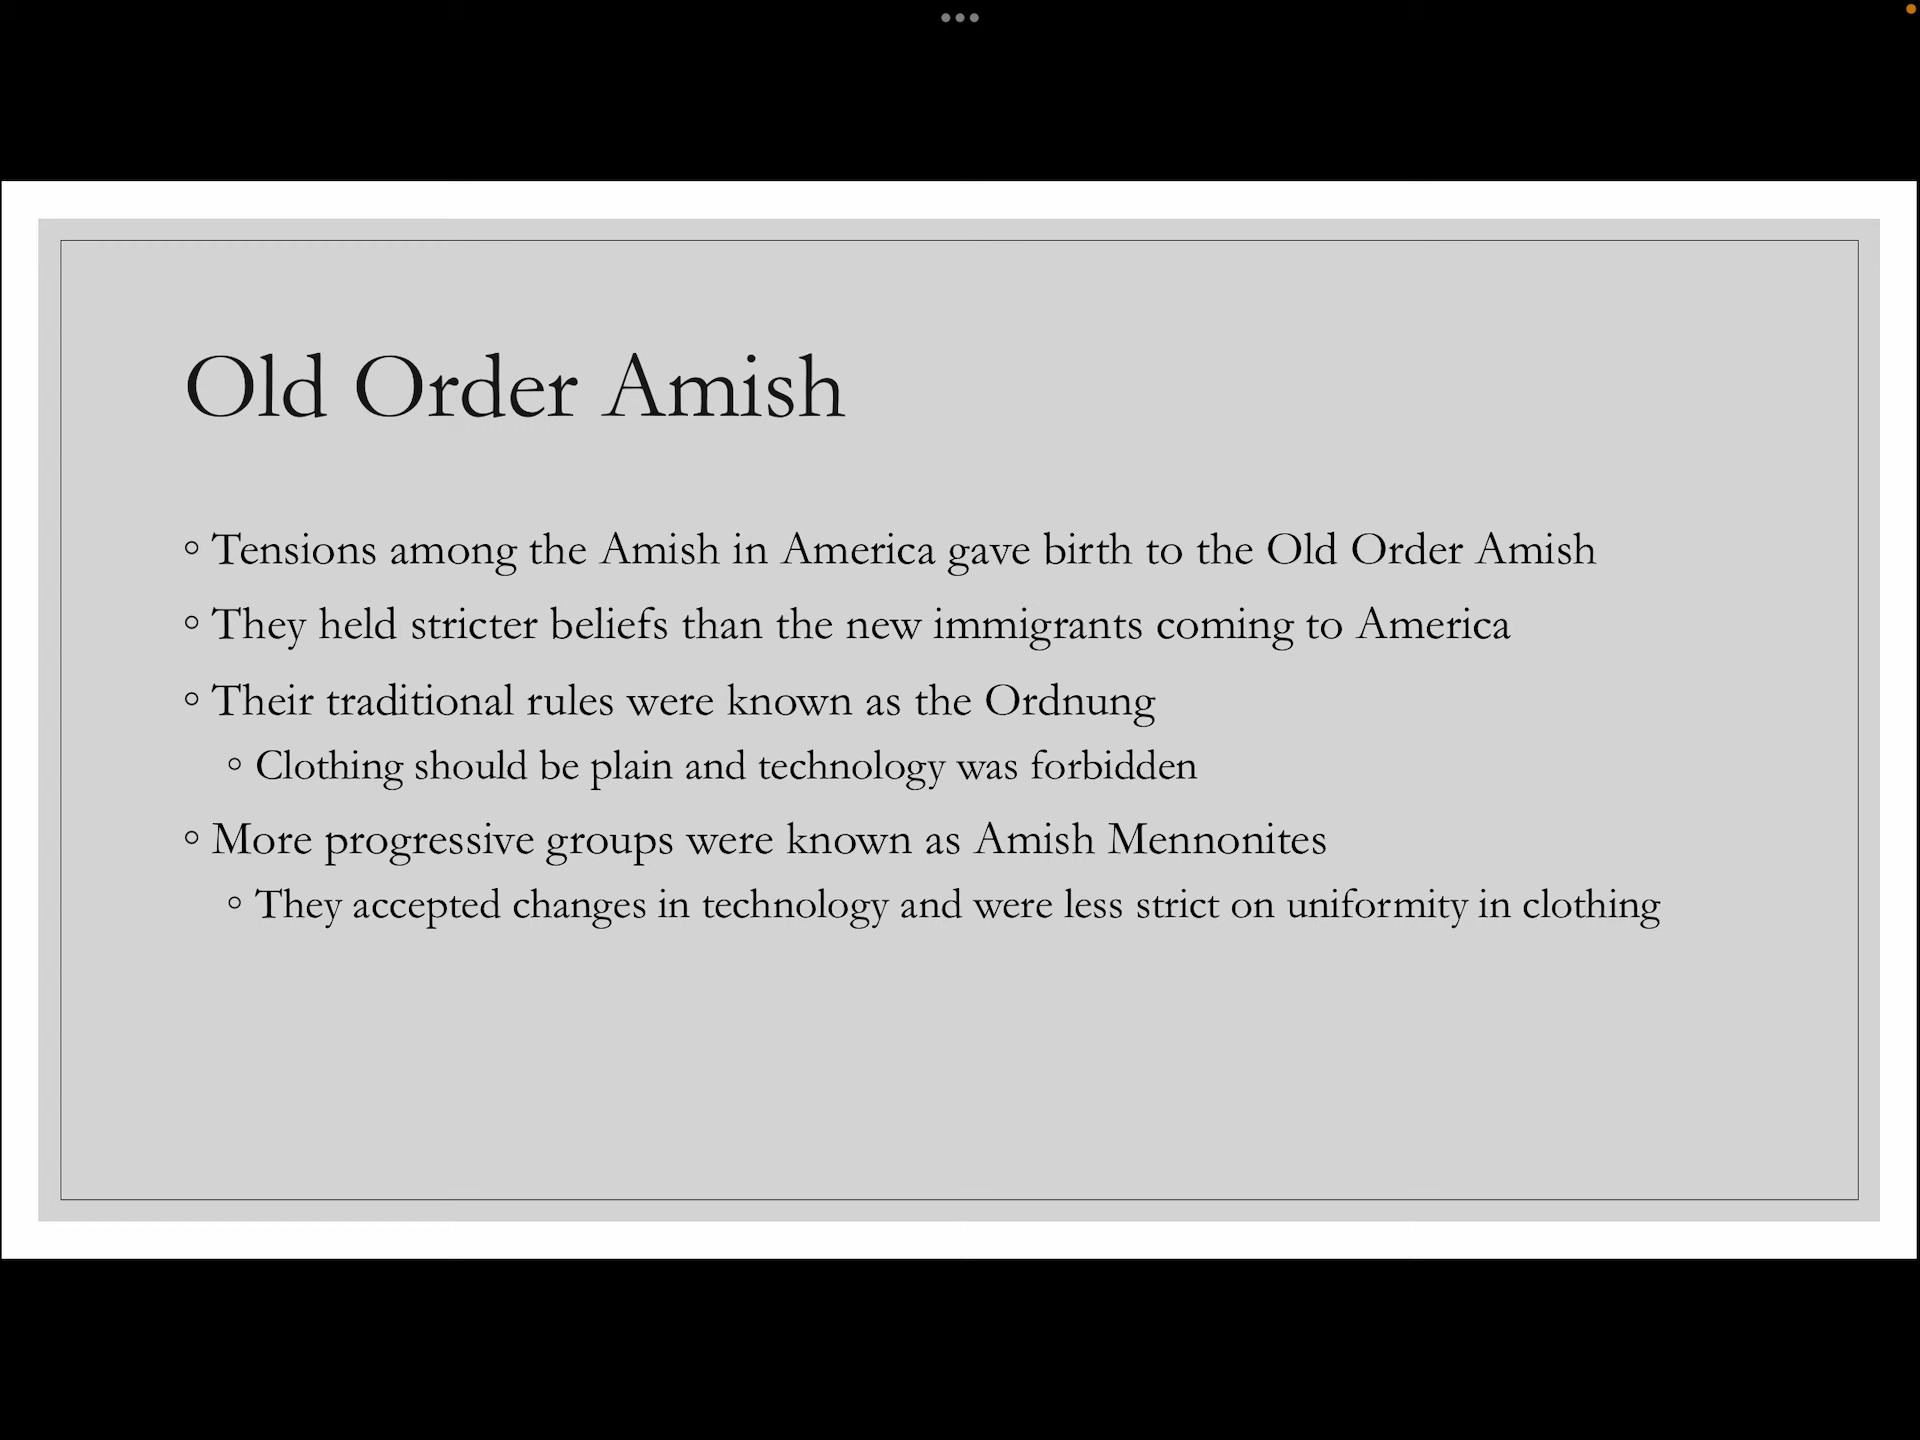 Old Order Amish
◦ Tensions among the Amish in America gave birth to the Old Order Amish
◦ They held stricter beliefs than the new immigrants coming to America
◦ Their traditional rules were known as the Ordnung
◦ Clothing should be plain and technology was forbidden
◦ More progressive groups were known as Amish Mennonites
◦ They accepted changes in technology and were less strict on uniformity in clothing